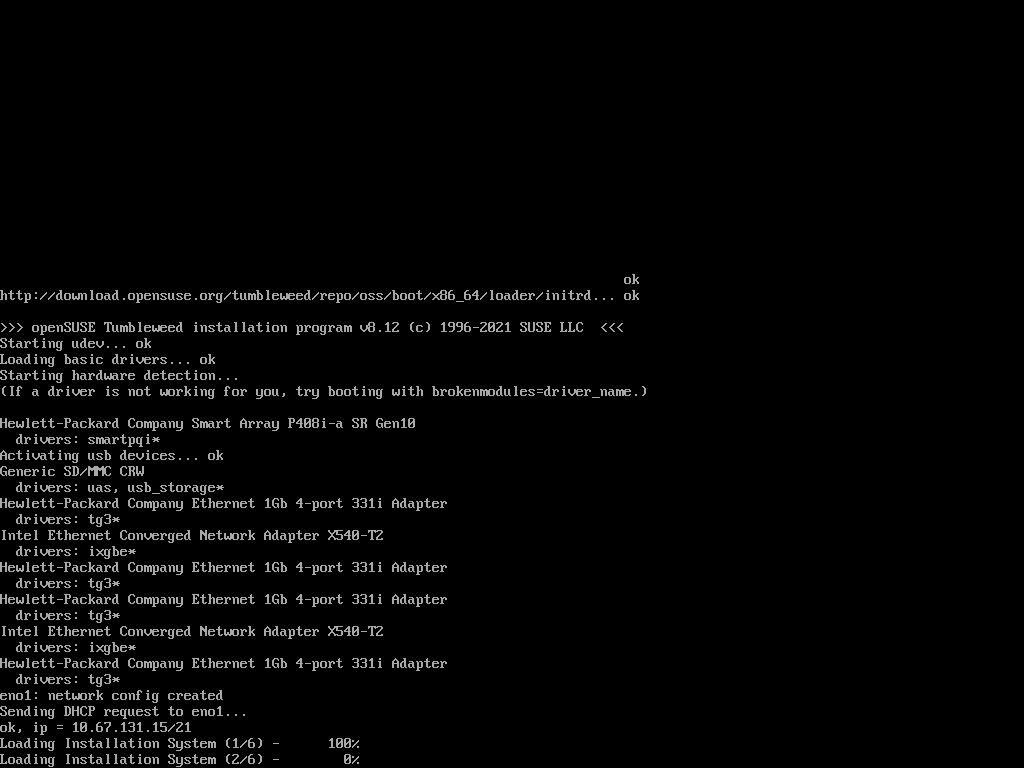 ok
http://download.opensuse.org/tumbleweed/repo/oss/boot/x86_64/loader/initrd... ok
>>> openSUSE Tumbleweed installation program v8.12 (c) 1996-2021 SUSE LLC  <<<
Starting udev... ok
Loading basic drivers... ok
Starting hardware detection...
(If a driver is not working for you, try booting with brokenmodules=driver_name.)
Hewlett-Packard Company Smart Array P408i-a SR Gen10
  drivers: smartpqi*
Activating usb devices... ok
Generic SD/MMC CRW
  drivers: uas, usb_storage*
Hewlett-Packard Company Ethernet 1Gb 4-port 331i Adapter
  drivers: tg3*
Intel Ethernet Converged Network Adapter X540-T2
  drivers: ixgbe*
Hewlett-Packard Company Ethernet 1Gb 4-port 331i Adapter
  drivers: tg3*
Hewlett-Packard Company Ethernet 1Gb 4-port 331i Adapter
  drivers: tg3*
Intel Ethernet Converged Network Adapter X540-T2
  drivers: ixgbe*
Hewlett-Packard Company Ethernet 1Gb 4-port 331i Adapter
  drivers: tg3*
eno1: network config created
Sending DHCP request to eno1...
ok, ip = 10.67.131.15/21
Loading Installation System (1/6) -      100%
Loading Installation System (2/6) -        0%